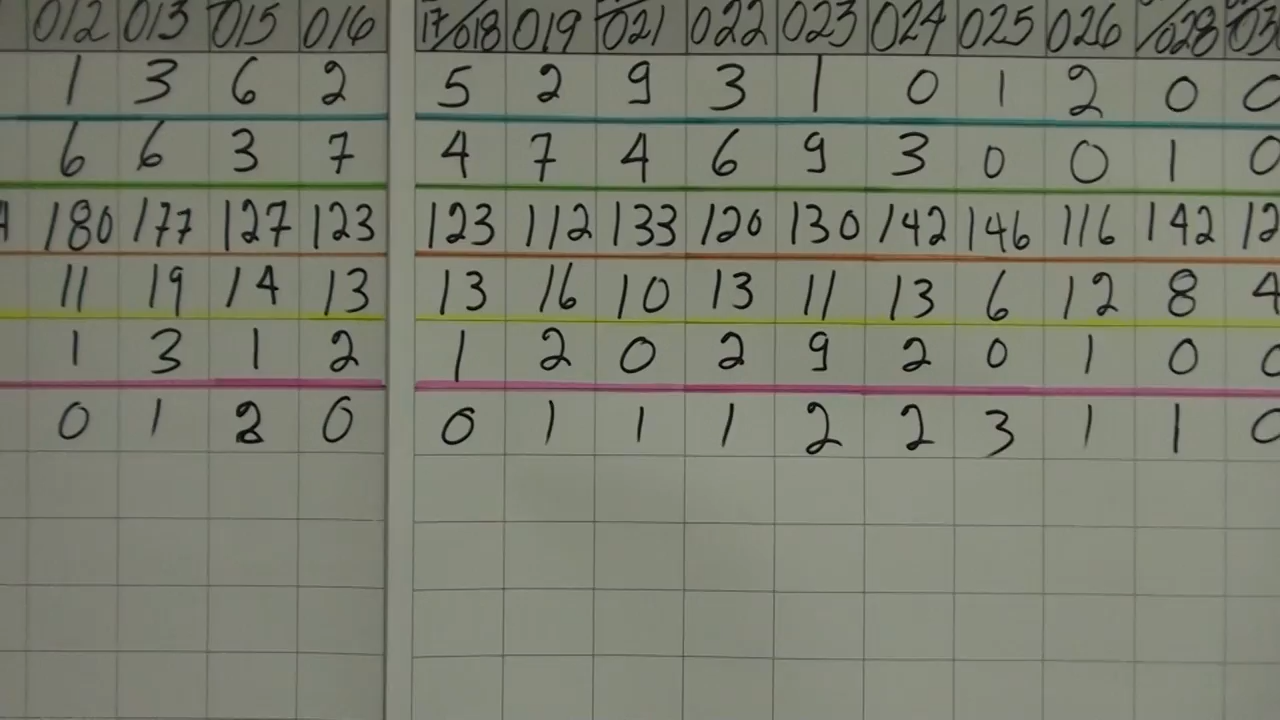 012 013 015 016 17/018 019 021 022 023 024 025 026 /028
1 3 6 2 5 2 9 3 1 0 1 2 0 0
6 6 3 7 4 7 4 6 9 3 0 0 1 0
180 177 127 123 123 112 133 120 130 142 146 116 142 12
11 19 14 13 13 16 10 13 11 13 6 12 8 4
1 3 1 2 1 2 0 2 9 2 0 1 0 0
0 1 2 0 0 1 1 1 2 2 3 1 1 0